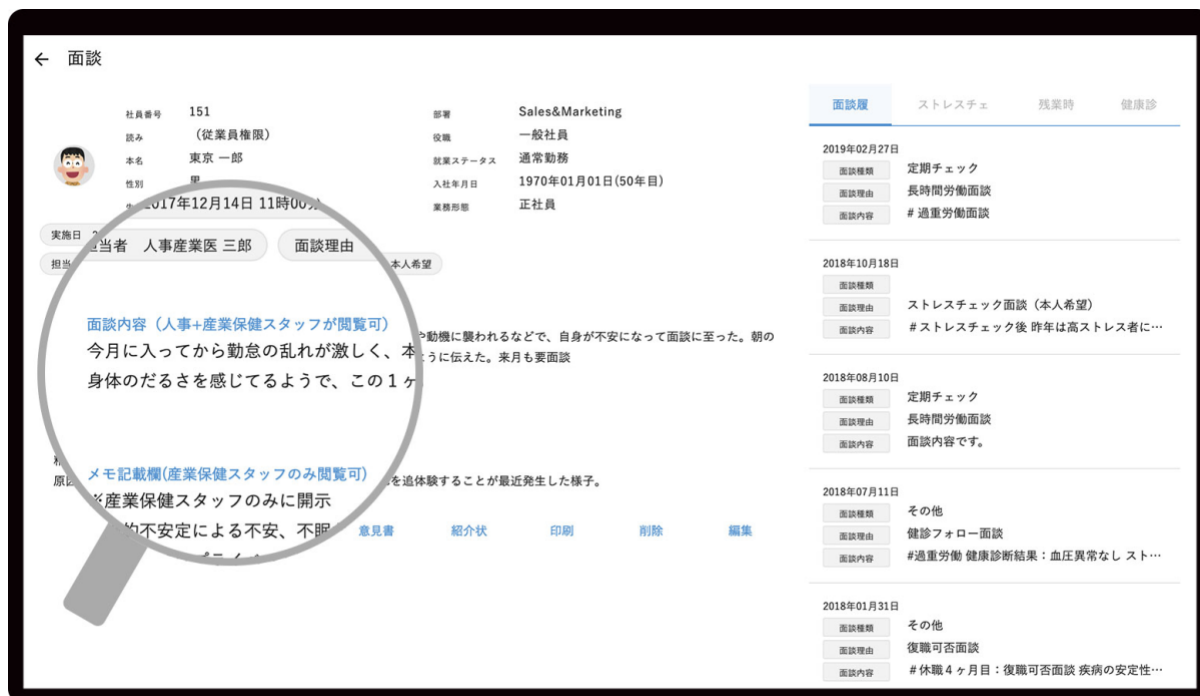 ← 面談
社員番号 151
読み （従業員権限）
本名 東京 一郎
性別 男
部署 Sales&Marketing
役職 一般社員
就業ステータス 通常勤務
入社年月日 1970年01月01日(50年目)
業務形態 正社員
2017年12月14日 11時00分
実施日
担当者 人事産業医 三郎 面談理由
担当 本人希望
面談内容（人事+産業保健スタッフが閲覧可）
今月に入ってから勤怠の乱れが激しく、本
身体のだるさを感じてるようで、この１ヶ
や動機に襲われるなどで、自身が不安になって面談に至った。朝の
ように伝えた。来月も要面談
メモ記載欄(産業保健スタッフのみ閲覧可)
※産業保健スタッフのみに開示
的不安定による不安、不眠
原因
を追体験することが最近発生した様子。
意見書 紹介状 印刷 削除 編集
面談履 ストレスチェ 残業時 健康診
2019年02月27日
面談種類 定期チェック
面談理由 長時間労働面談
面談内容 # 過重労働面談
2018年10月18日
面談種類
面談理由 ストレスチェック面談（本人希望）
面談内容 #ストレスチェック後 昨年は高ストレス者に…
2018年08月10日
面談種類 定期チェック
面談理由 長時間労働面談
面談内容 面談内容です。
2018年07月11日
面談種類 その他
面談理由 健診フォロー面談
面談内容 #過重労働 健康診断結果：血圧異常なし スト…
2018年01月31日
面談種類 その他
面談理由 復職可否面談
面談内容 #休職４ヶ月目：復職可否面談 疾病の安定性…